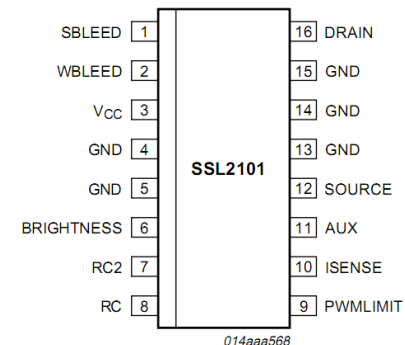 SBLEED 1 16 DRAIN
WBLEED 2 15 GND
VCC 3 14 GND
GND 4 13 GND
SSL2101
GND 5 12 SOURCE
BRIGHTNESS 6 11 AUX
RC2 7 10 ISENSE
RC 8 9 PWMLIMIT
014aaa568